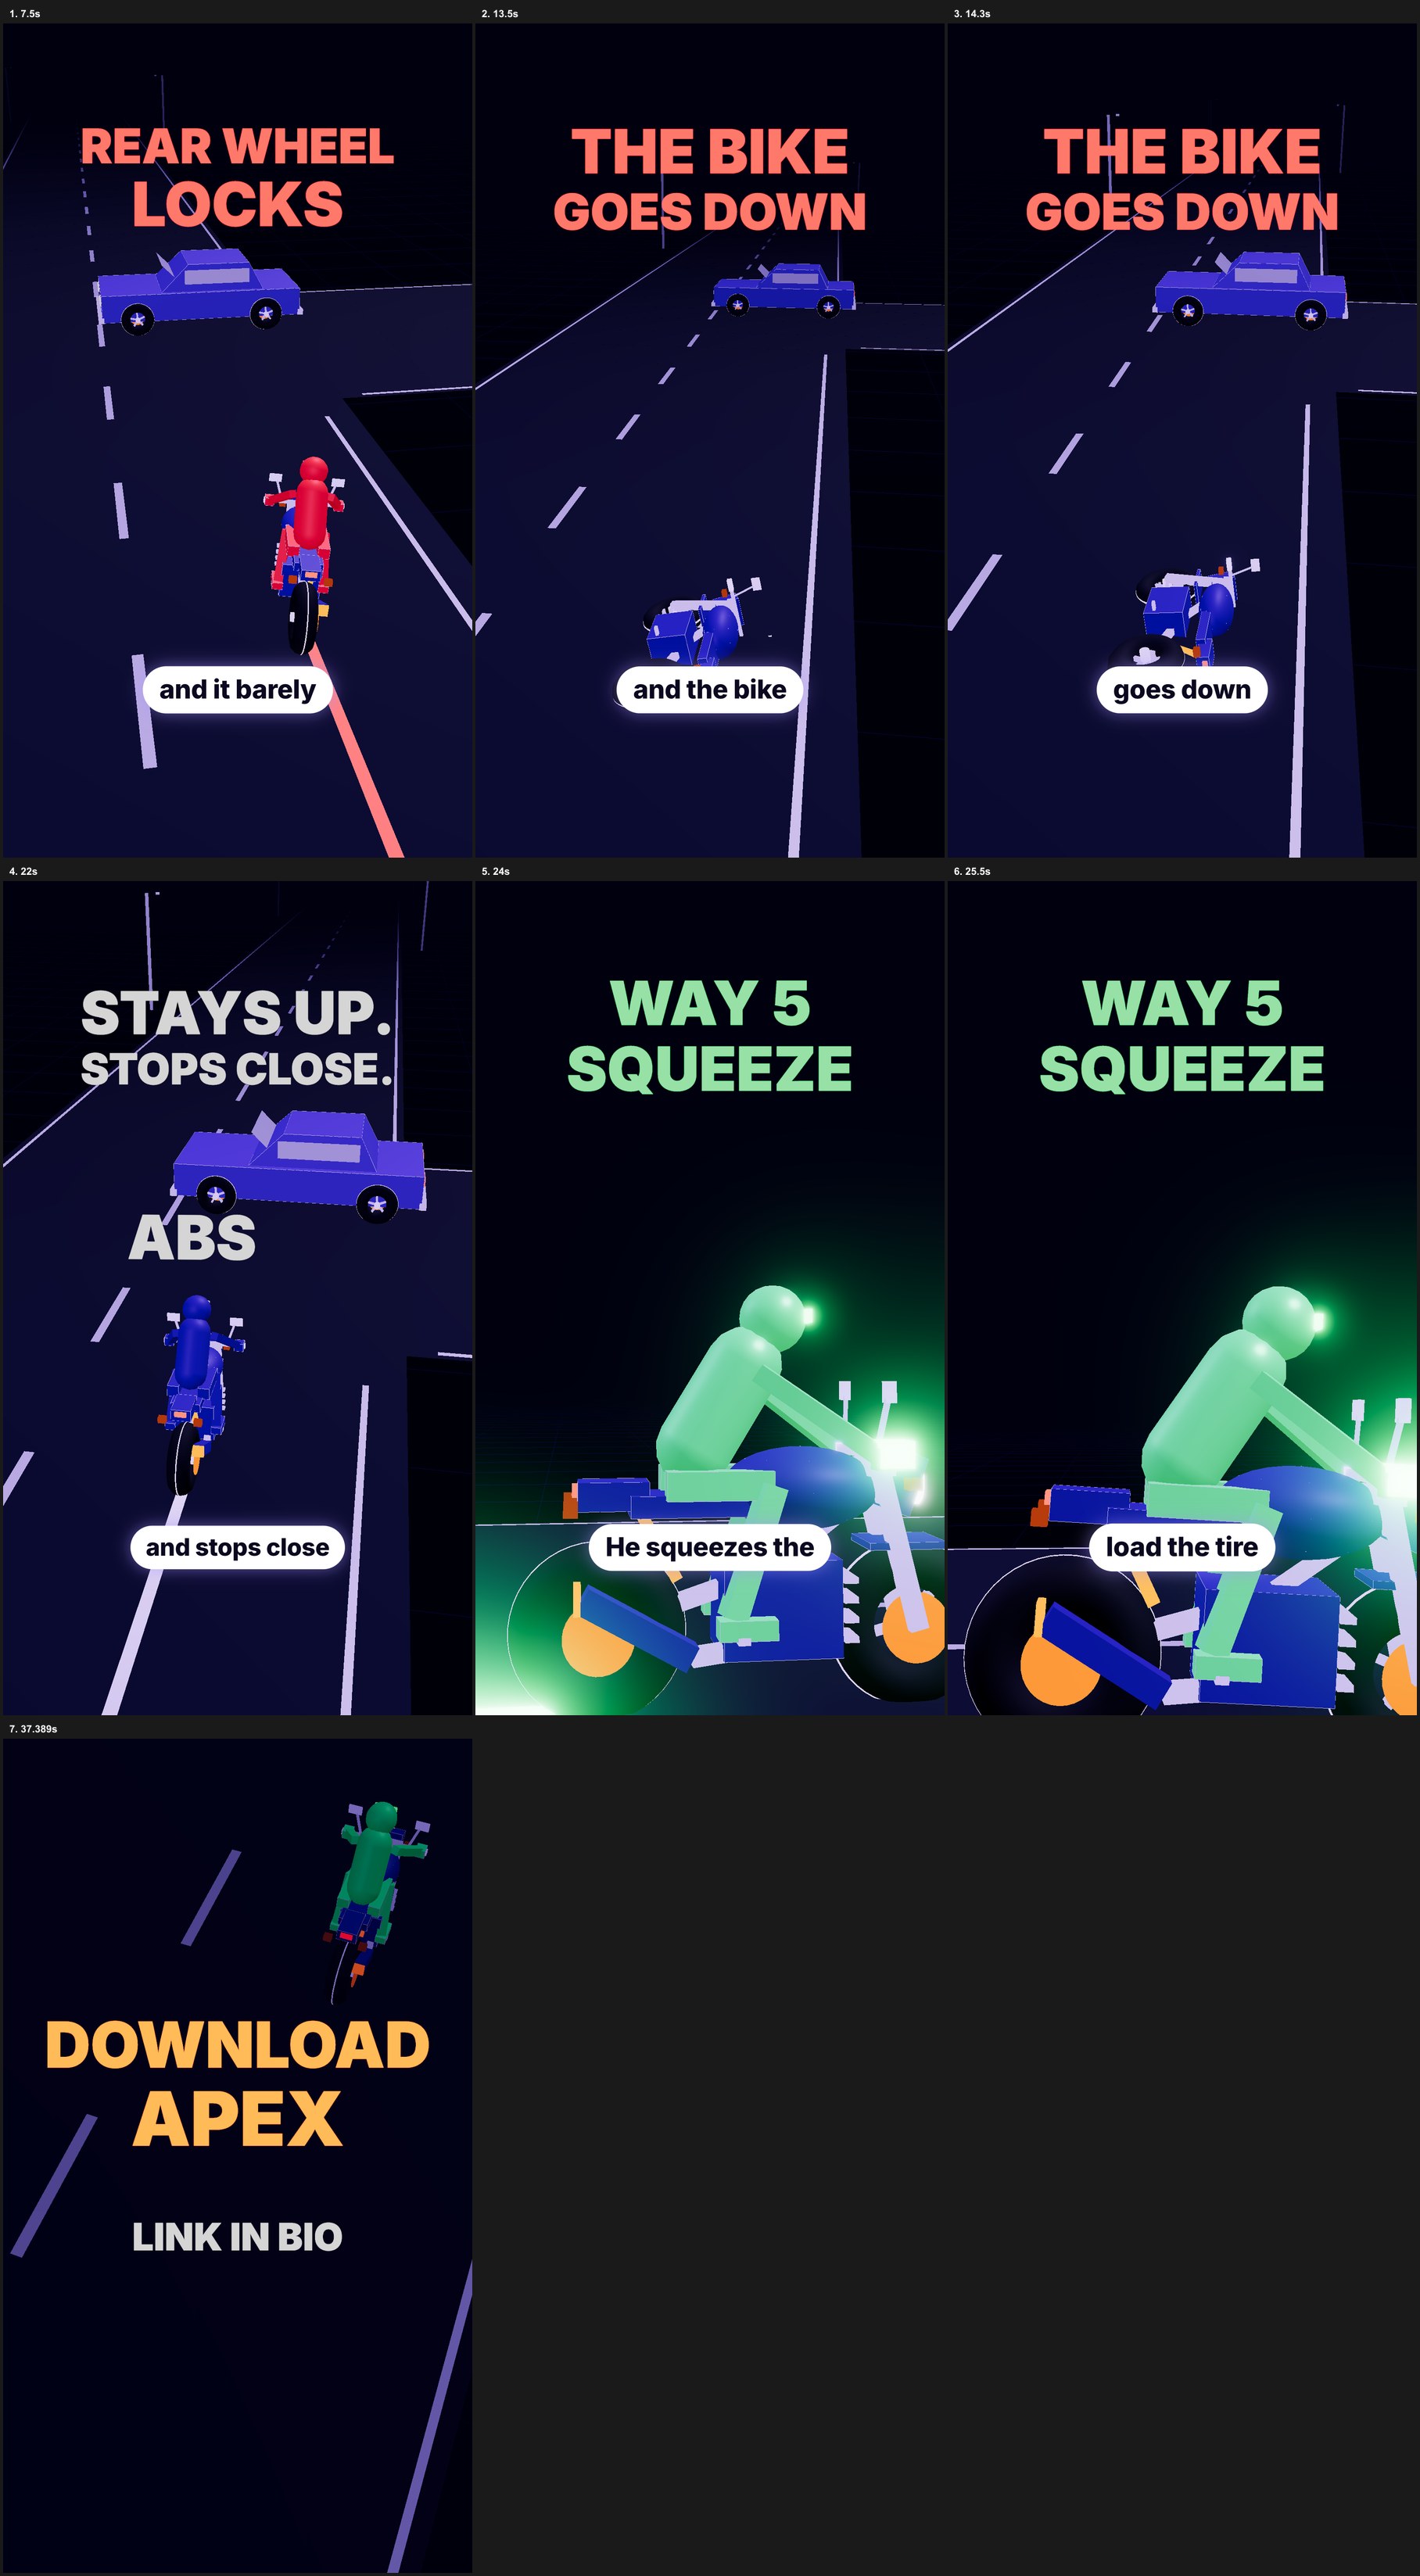 1. 7.5s
REAR WHEEL
LOCKS
and it barely
2. 13.5s
THE BIKE
GOES DOWN
and the bike
3. 14.3s
THE BIKE
GOES DOWN
goes down
4. 22s
STAYS UP.
STOPS CLOSE.
ABS
and stops close
5. 24s
WAY 5
SQUEEZE
He squeezes the
6. 25.5s
WAY 5
SQUEEZE
load the tire
7. 37.389s
DOWNLOAD
APEX
LINK IN BIO